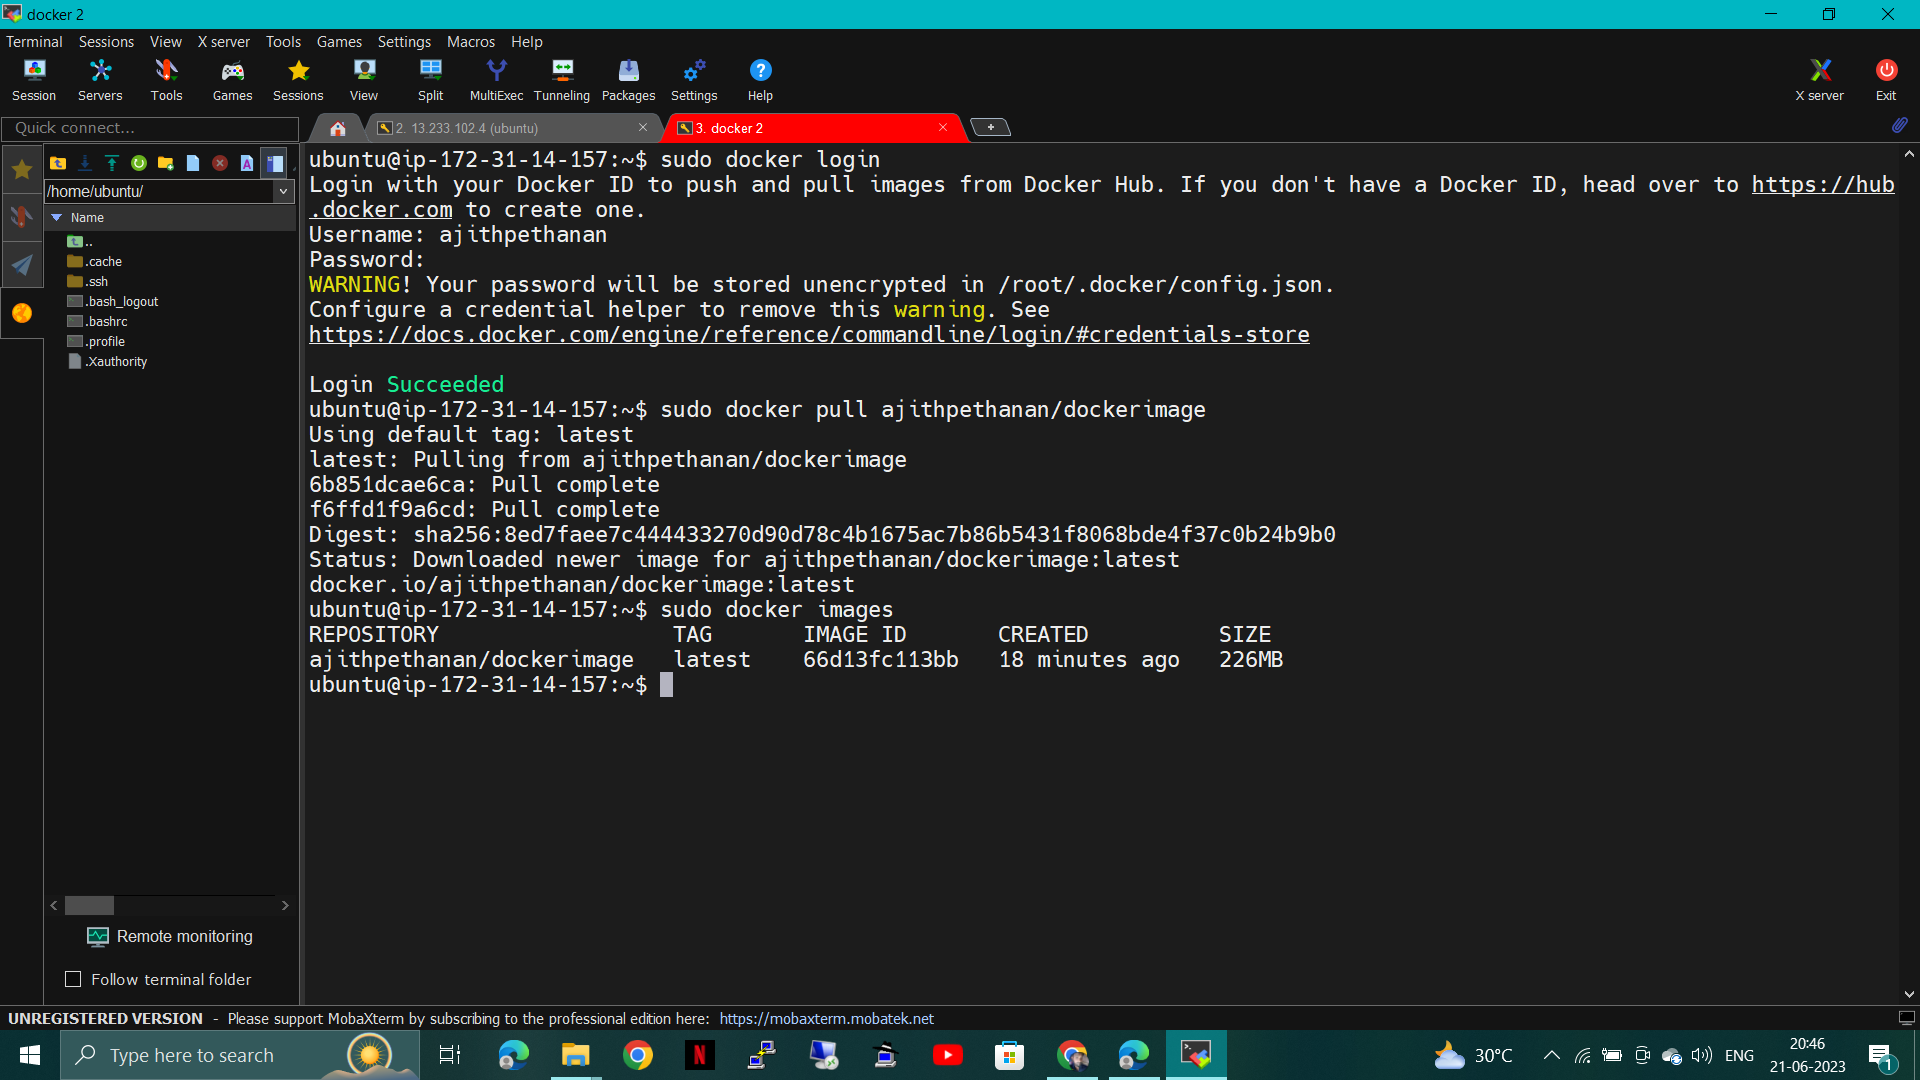 docker 2
Terminal Sessions View X server Tools Games Settings Macros Help
Session Servers Tools Games Sessions View Split MultiExec Tunneling Packages Settings Help X server Exit
Quick connect...
2. 13.233.102.4 (ubuntu)
3. docker 2
/home/ubuntu/
Name
..
.cache
.ssh
.bash_logout
.bashrc
.profile
.Xauthority
Remote monitoring
Follow terminal folder
ubuntu@ip-172-31-14-157:~$ sudo docker login
Login with your Docker ID to push and pull images from Docker Hub. If you don't have a Docker ID, head over to https://hub
.docker.com to create one.
Username: ajithpethanan
Password:
WARNING! Your password will be stored unencrypted in /root/.docker/config.json.
Configure a credential helper to remove this warning. See
https://docs.docker.com/engine/reference/commandline/login/#credentials-store
Login Succeeded
ubuntu@ip-172-31-14-157:~$ sudo docker pull ajithpethanan/dockerimage
Using default tag: latest
latest: Pulling from ajithpethanan/dockerimage
6b851dcae6ca: Pull complete
f6ffd1f9a6cd: Pull complete
Digest: sha256:8ed7faee7c444433270d90d78c4b1675ac7b86b5431f8068bde4f37c0b24b9b0
Status: Downloaded newer image for ajithpethanan/dockerimage:latest
docker.io/ajithpethanan/dockerimage:latest
ubuntu@ip-172-31-14-157:~$ sudo docker images
REPOSITORY TAG IMAGE ID CREATED SIZE
ajithpethanan/dockerimage latest 66d13fc113bb 18 minutes ago 226MB
ubuntu@ip-172-31-14-157:~$
UNREGISTERED VERSION - Please support MobaXterm by subscribing to the professional edition here: https://mobaxterm.mobatek.net
Type here to search
30°C
ENG
20:46
21-06-2023
1